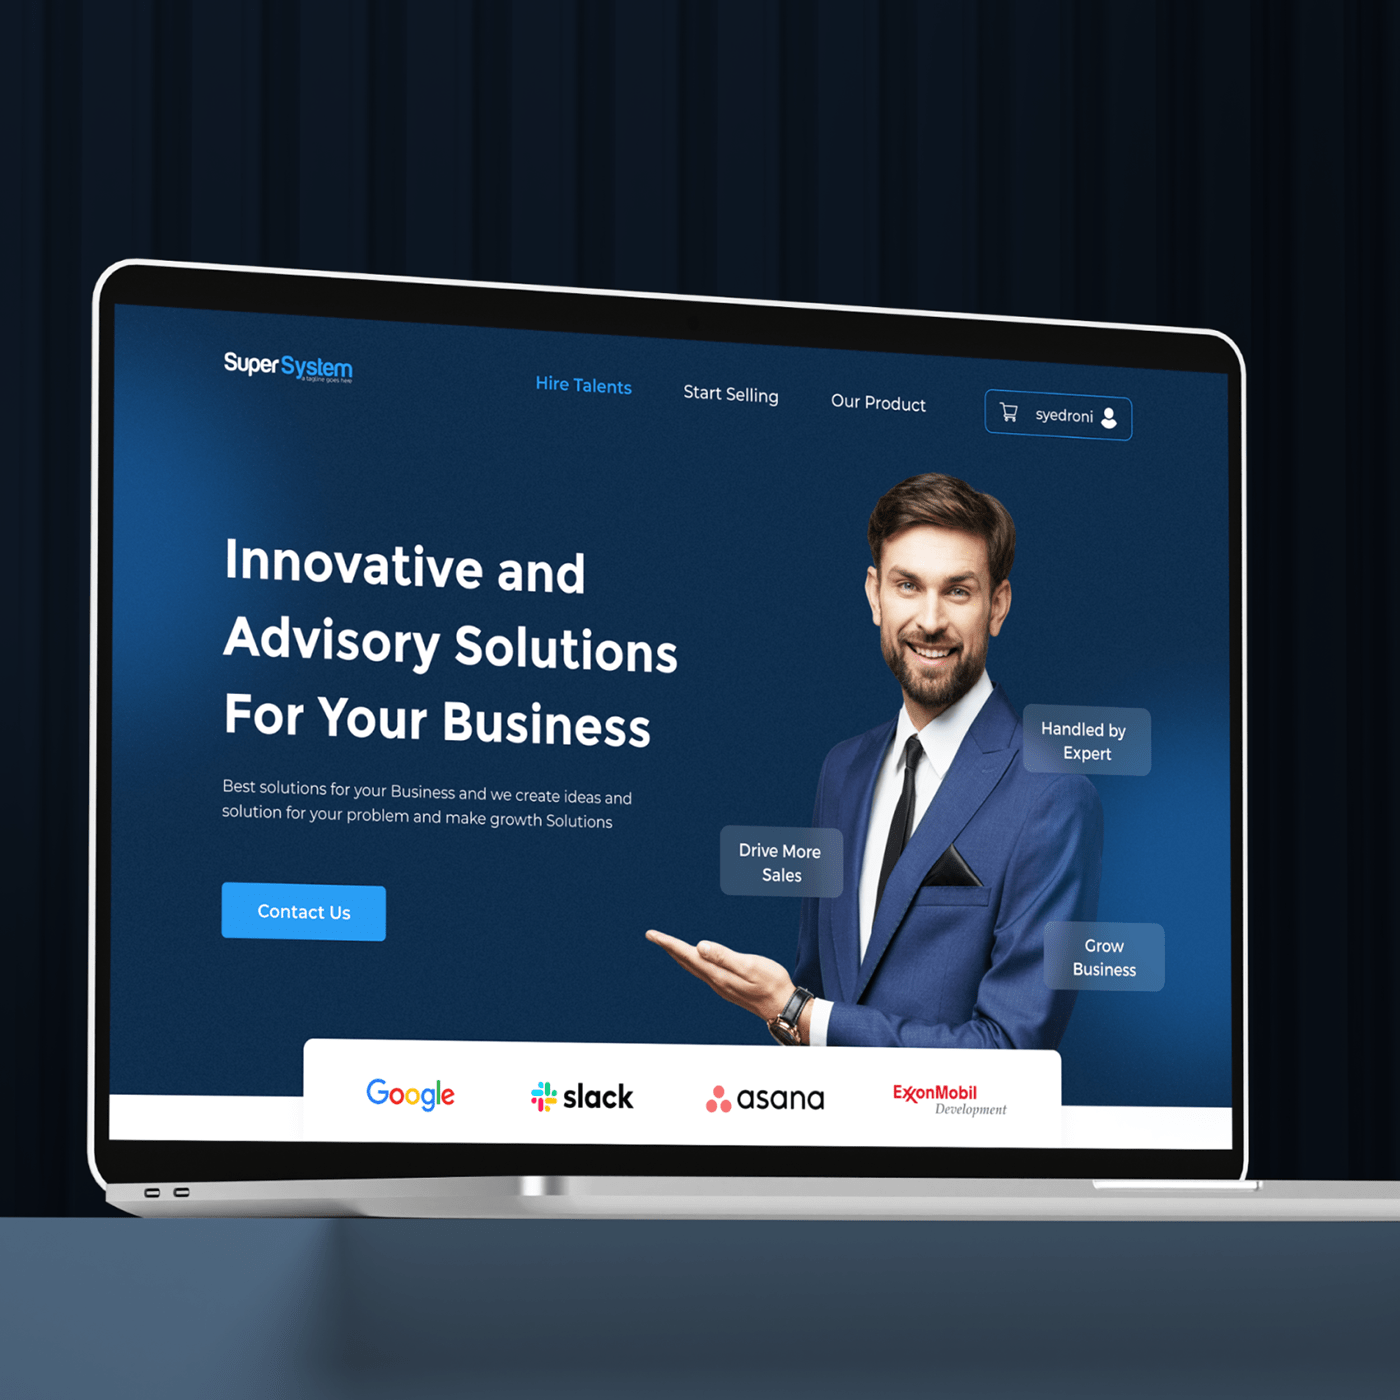 SuperSystem
a tagline goes here
Hire Talents
Start Selling
Our Product
syedroni
Innovative and
Advisory Solutions
For Your Business
Best solutions for your Business and we create ideas and
solution for your problem and make growth Solutions
Contact Us
Handled by
Expert
Drive More
Sales
Grow
Business
Google
slack
asana
ExxonMobil
Development